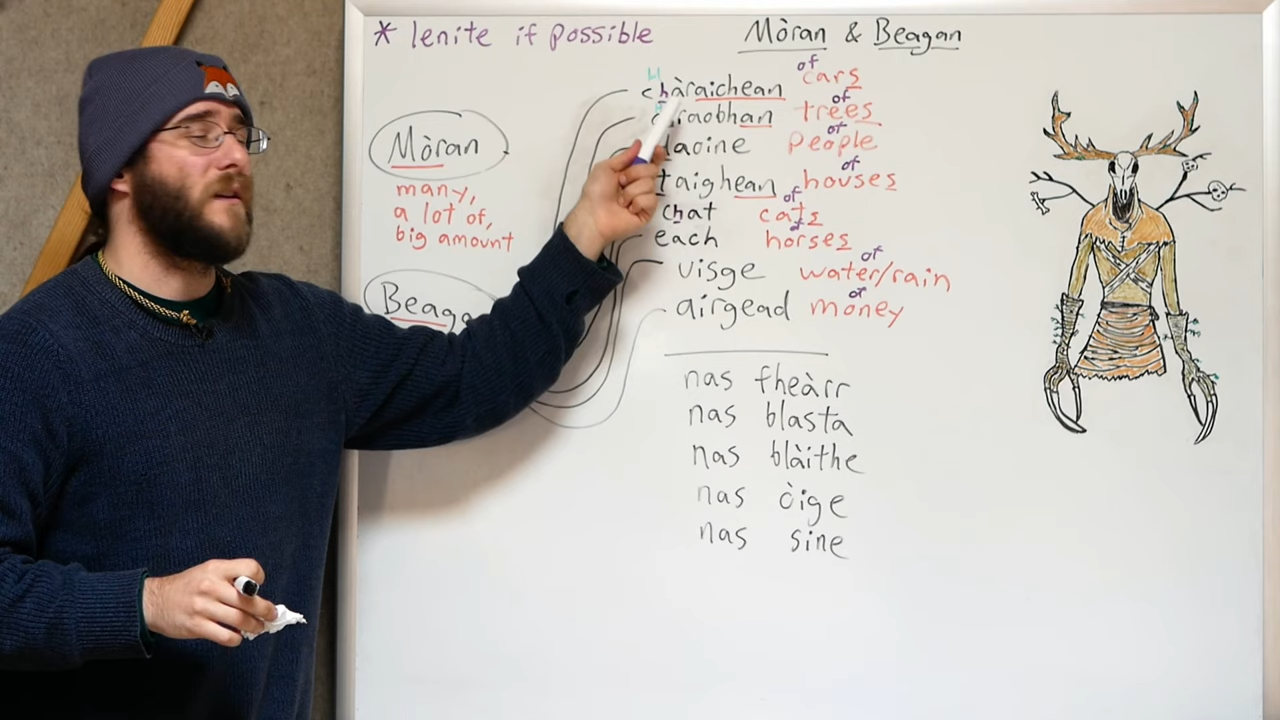 * lenite if possible
Mòran & Beagan
chàraichean of cars
of trees
daoine of people
taighean of houses
chat of cats
each of horses
uisge of water/rain
airgead of money
Mòran
many,
a lot of,
big amount
nas fheàrr
nas blasta
nas blàithe
nas òige
nas sine